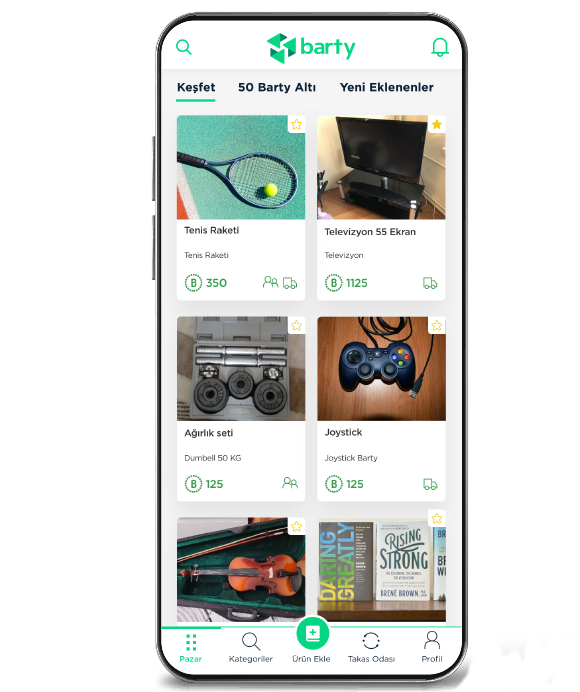 barty
Keşfet
50 Barty Altı
Yeni Eklenenler
Tenis Raketi
Tenis Raketi
B 350
Televizyon 55 Ekran
Televizyon
B 1125
Ağırlık seti
Dumbell 50 KG
B 125
Joystick
Joystick Barty
B 125
DARING
GREATLY
RISING
STRONG
BRENÉ BROWN
Pazar
Kategoriler
Ürün Ekle
Takas Odası
Profil